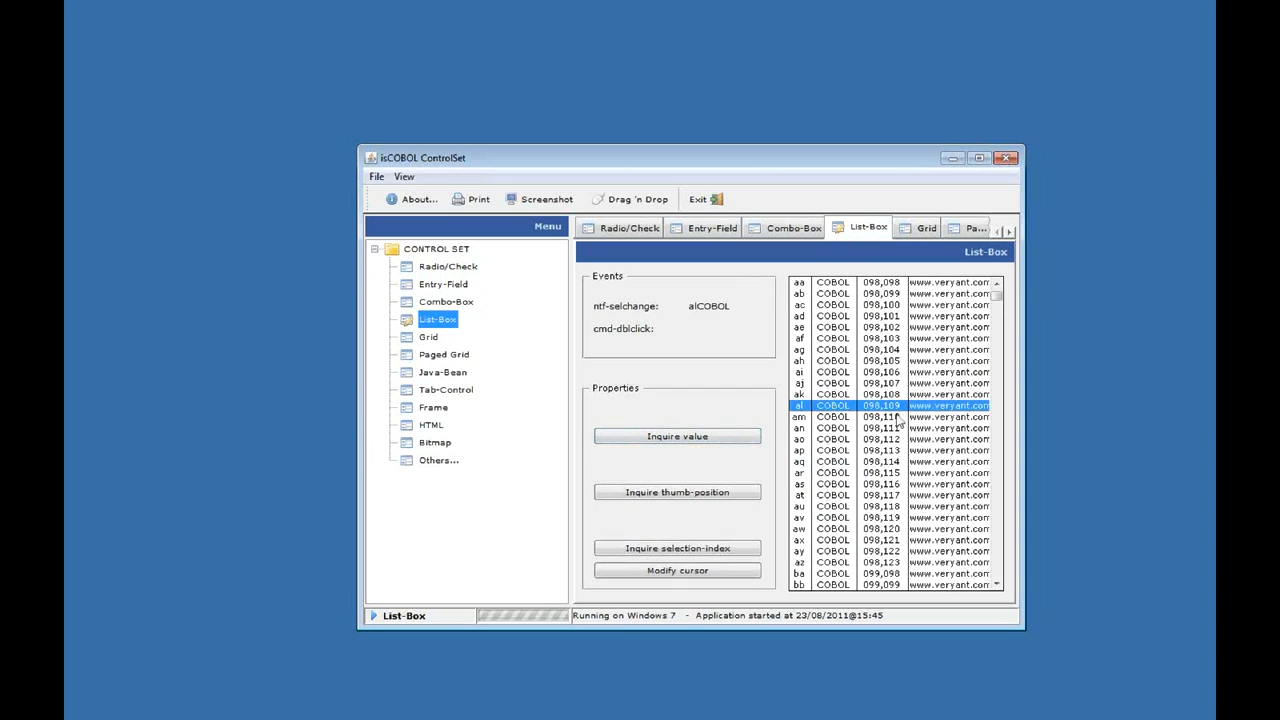 isCOBOL ControlSet
File View
About... Print Screenshot Drag 'n Drop Exit
Menu
CONTROL SET
Radio/Check
Entry-Field
Combo-Box
List-Box
Grid
Paged Grid
Java-Bean
Tab-Control
Frame
HTML
Bitmap
Others...
Radio/Check Entry-Field Combo-Box List-Box Grid Pa...
List-Box
Events
ntf-selchange: alCOBOL
cmd-dblclick:
Properties
Inquire value
Inquire thumb-position
Inquire selection-index
Modify cursor
aa COBOL 098,098 www.veryant.com
ab COBOL 098,099 www.veryant.com
ac COBOL 098,100 www.veryant.com
ad COBOL 098,101 www.veryant.com
ae COBOL 098,102 www.veryant.com
af COBOL 098,103 www.veryant.com
ag COBOL 098,104 www.veryant.com
ah COBOL 098,105 www.veryant.com
ai COBOL 098,106 www.veryant.com
aj COBOL 098,107 www.veryant.com
ak COBOL 098,108 www.veryant.com
al COBOL 098,109 www.veryant.com
am COBOL 098,110 www.veryant.com
an COBOL 098,111 www.veryant.com
ao COBOL 098,112 www.veryant.com
ap COBOL 098,113 www.veryant.com
aq COBOL 098,114 www.veryant.com
ar COBOL 098,115 www.veryant.com
as COBOL 098,116 www.veryant.com
at COBOL 098,117 www.veryant.com
au COBOL 098,118 www.veryant.com
av COBOL 098,119 www.veryant.com
aw COBOL 098,120 www.veryant.com
ax COBOL 098,121 www.veryant.com
ay COBOL 098,122 www.veryant.com
az COBOL 098,123 www.veryant.com
ba COBOL 099,098 www.veryant.com
bb COBOL 099,099 www.veryant.com
List-Box Running on Windows 7 - Application started at 23/08/2011@15:45